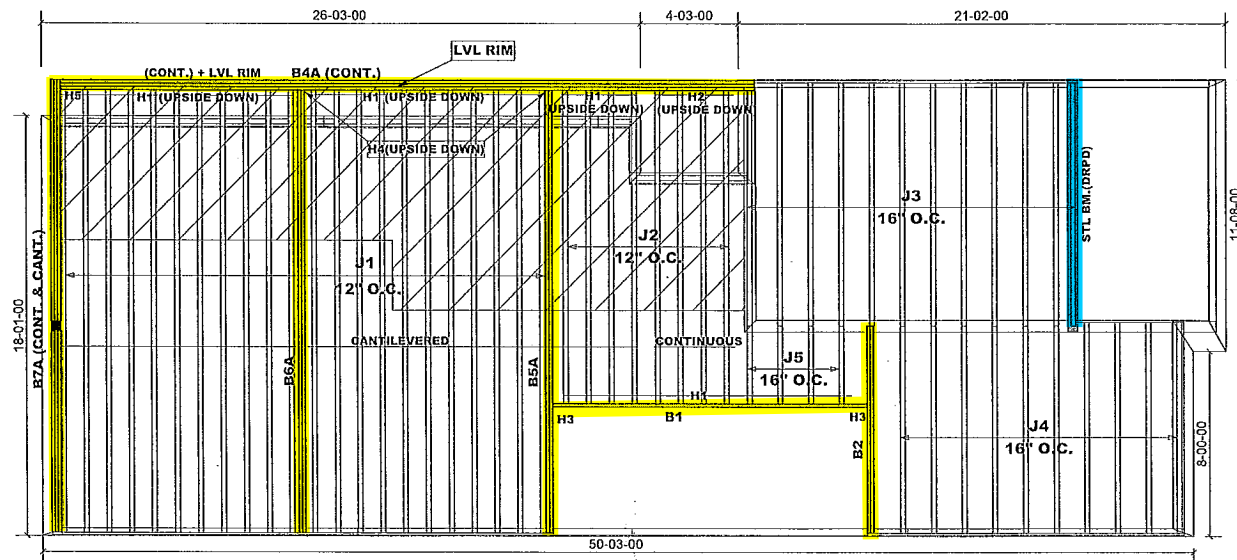 26-03-00
4-03-00
21-02-00
LVL RIM
(CONT.) + LVL RIM
B4A (CONT.)
H5
H1 (UPSIDE DOWN)
H1 (UPSIDE DOWN)
H1
(UPSIDE DOWN)
H2
(UPSIDE DOWN
H4(UPSIDE DOWN)
J3
16" O.C.
STL BM.(DRPD)
11-08-00
J2
12" O.C.
J1
12" O.C.
18-01-00
B7A (CONT. & CANT.)
B6A
CANTILEVERED
B5A
CONTINUOUS
J5
16" O.C.
H1
H3
B1
H3
B2
J4
16" O.C.
8-00-00
50-03-00